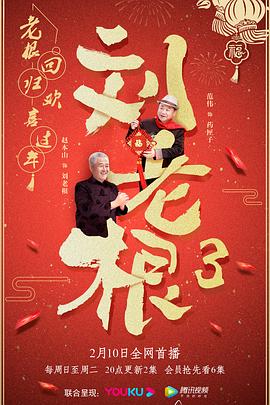 老根回归
欢喜过年
福
刘老根3
范伟 饰 药匣子
福
赵本山 饰 刘老根
2月10日全网首播
每周日至周二 20点更新2集 会员抢先看6集
联合呈现: YOUKU 腾讯视频